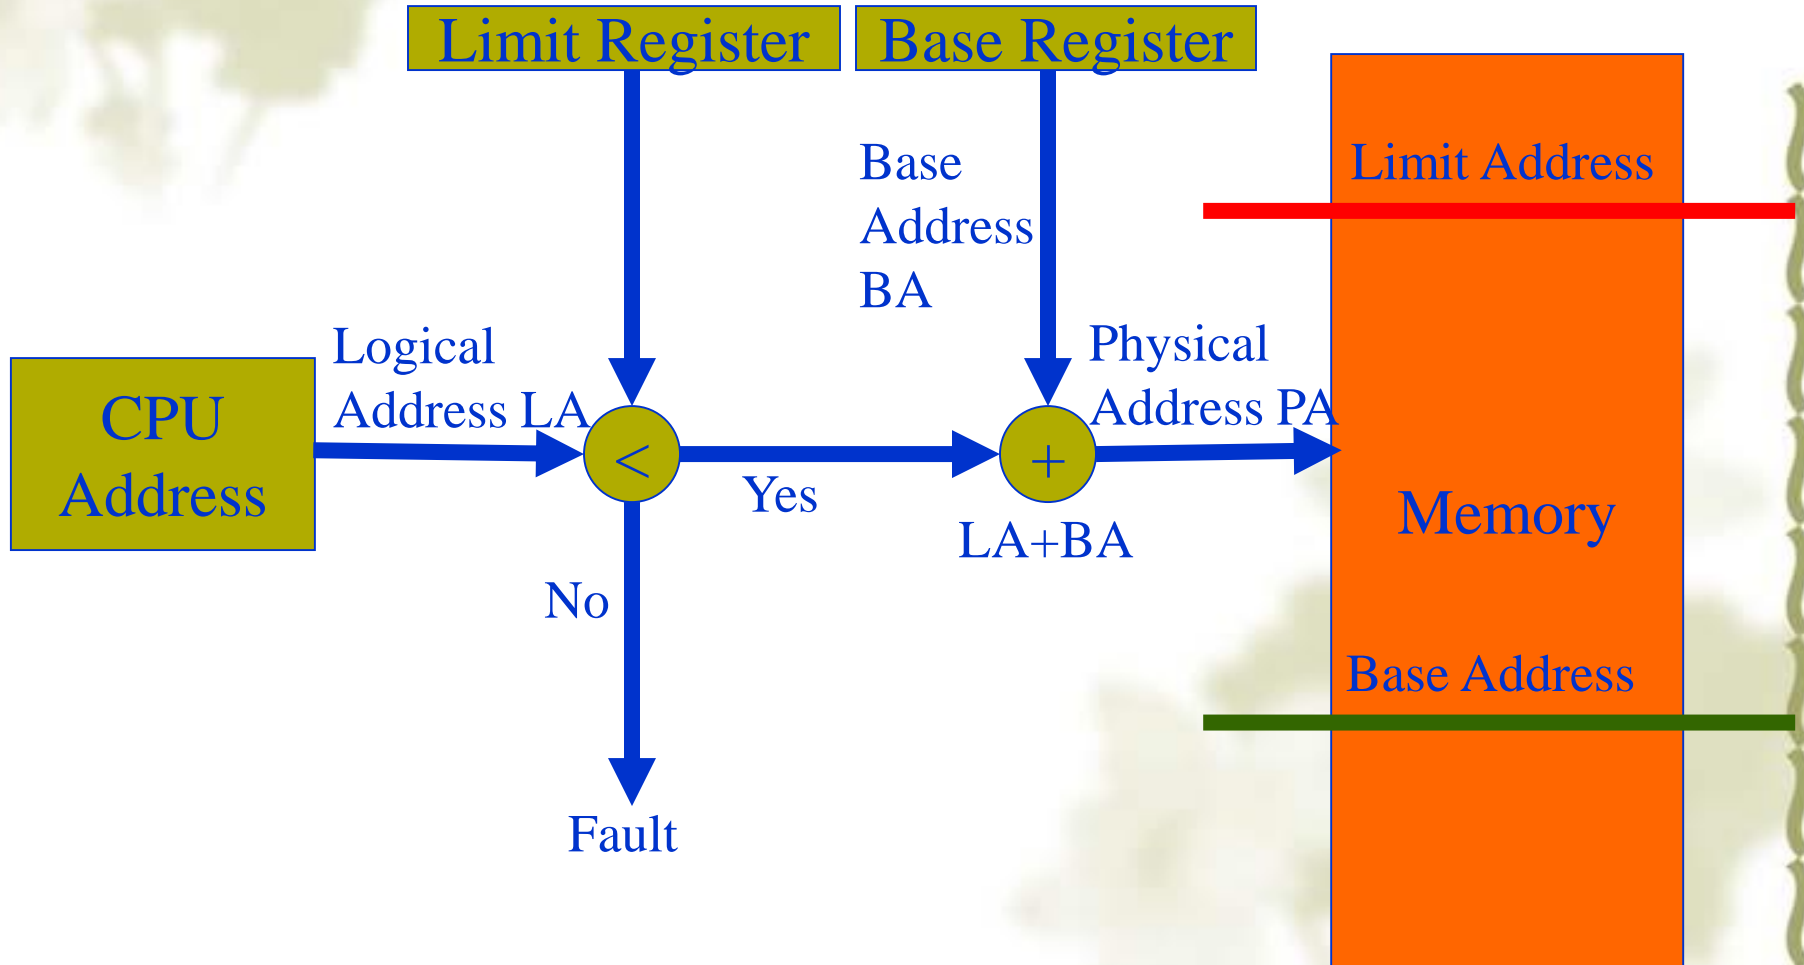 Limit Register
Base Register
Base
Address
BA
Limit Address
Logical
Address LA
Physical
Address PA
CPU
Address
<
+
Yes
LA+BA
Memory
No
Base Address
Fault